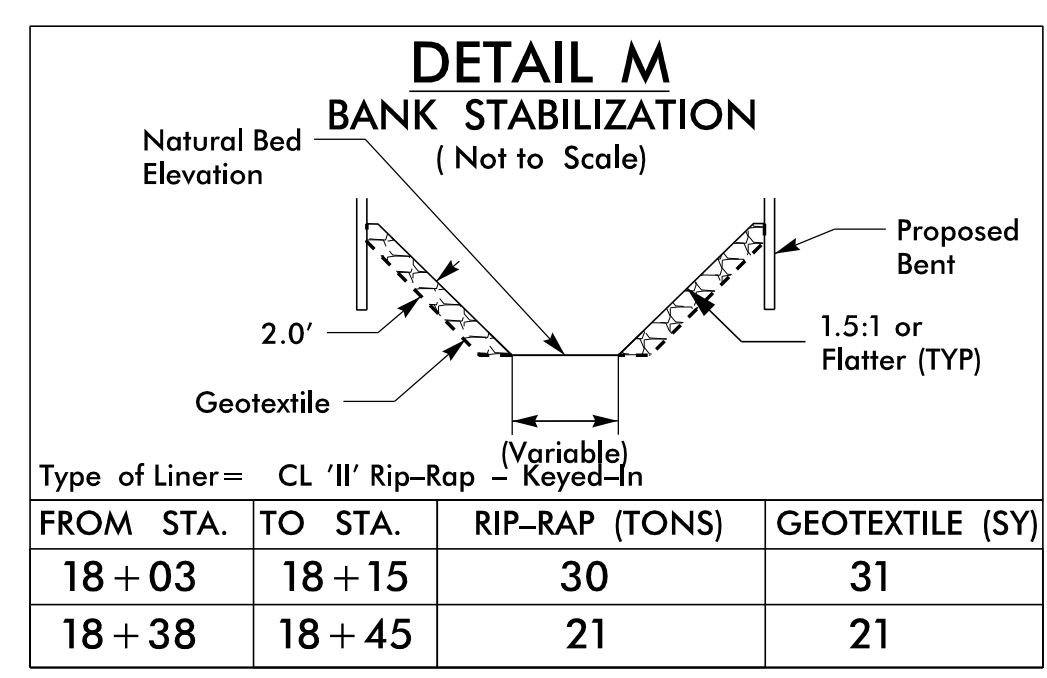 DETAIL M
BANK STABILIZATION
( Not to Scale)
Natural Bed
Elevation
Proposed
Bent
2.0'
1.5:1 or
Flatter (TYP)
Geotextile
(Variable)
Type of Liner= CL 'II' Rip-Rap - Keyed-In
FROM STA. TO STA. RIP-RAP (TONS) GEOTEXTILE (SY)
18+03 18+15 30 31
18+38 18+45 21 21